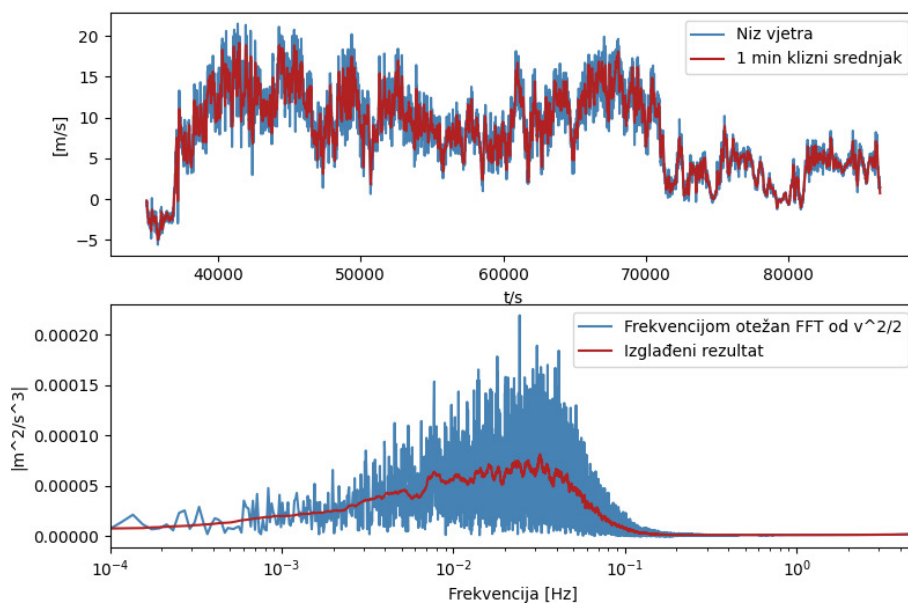 Niz vjetra
1 min klizni srednjak
[m/s]
20
15
10
5
0
−5
40000 50000 60000 70000 80000
t/s
Frekvencijom otežan FFT od v^2/2
Izglađeni rezultat
|m^2/s^3|
0.00020
0.00015
0.00010
0.00005
0.00000
10⁻⁴ 10⁻³ 10⁻² 10⁻¹ 10⁰
Frekvencija [Hz]